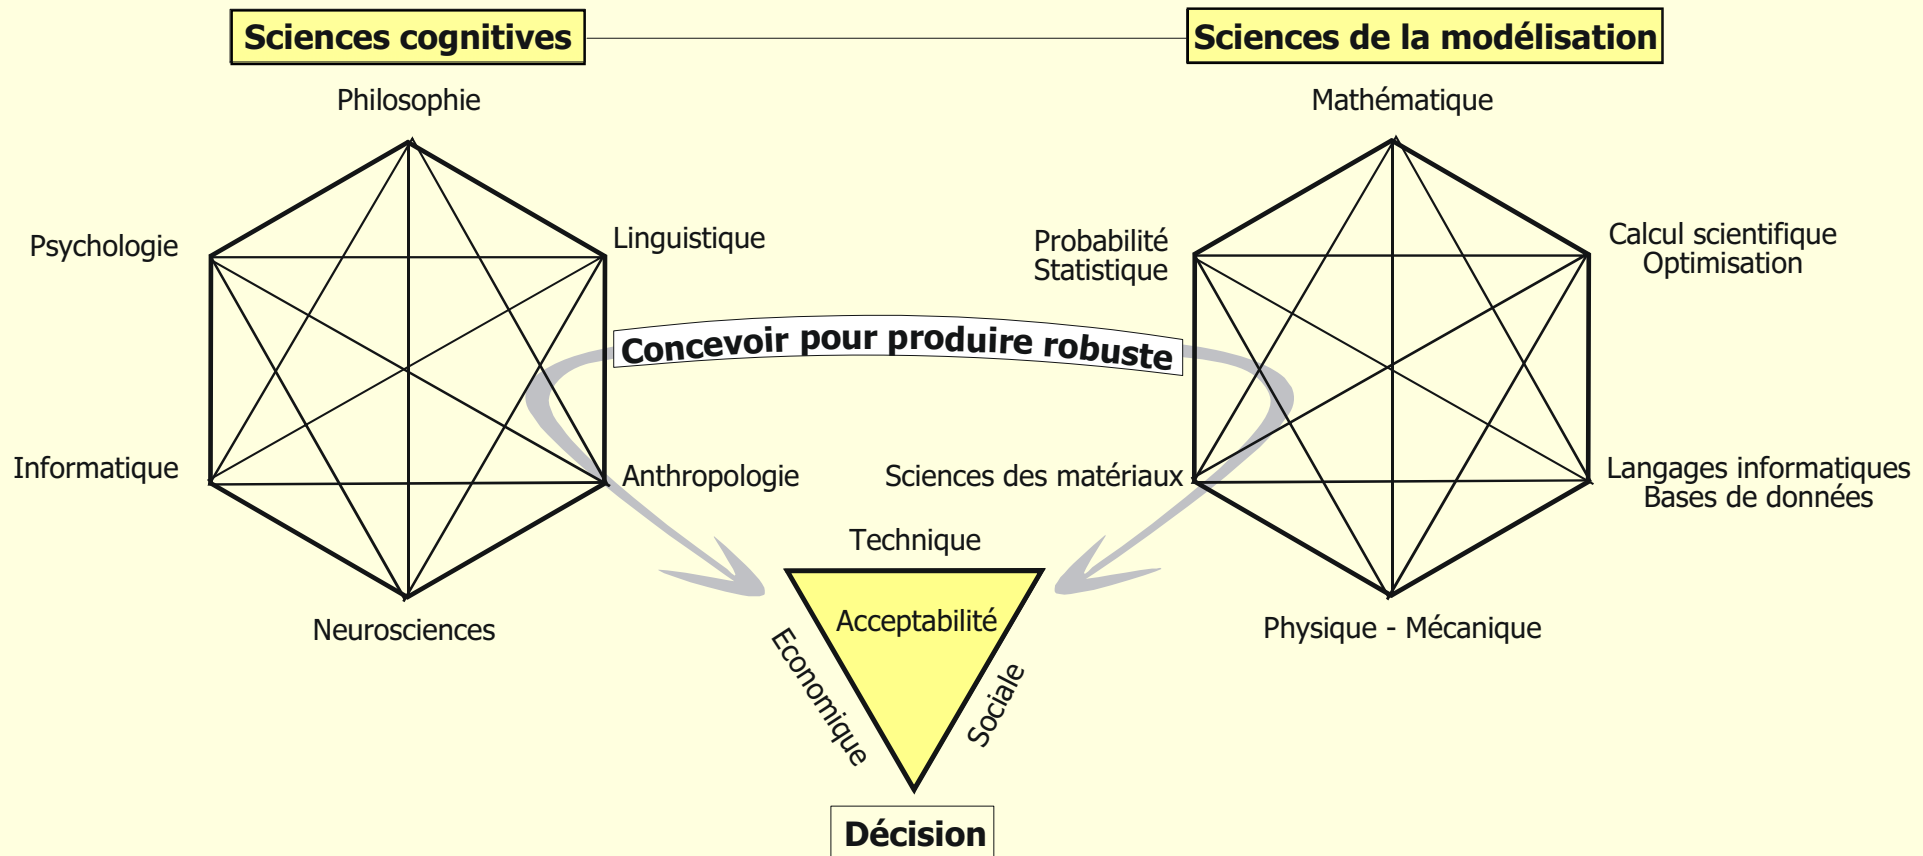 Sciences cognitives
Sciences de la modélisation
Philosophie
Mathématique
Psychologie
Linguistique
Probabilité
Statistique
Calcul scientifique
Optimisation
Concevoir pour produire robuste
Informatique
Anthropologie
Sciences des matériaux
Langages informatiques
Bases de données
Technique
Neurosciences
Acceptabilité
Physique - Mécanique
Economique
Sociale
Décision